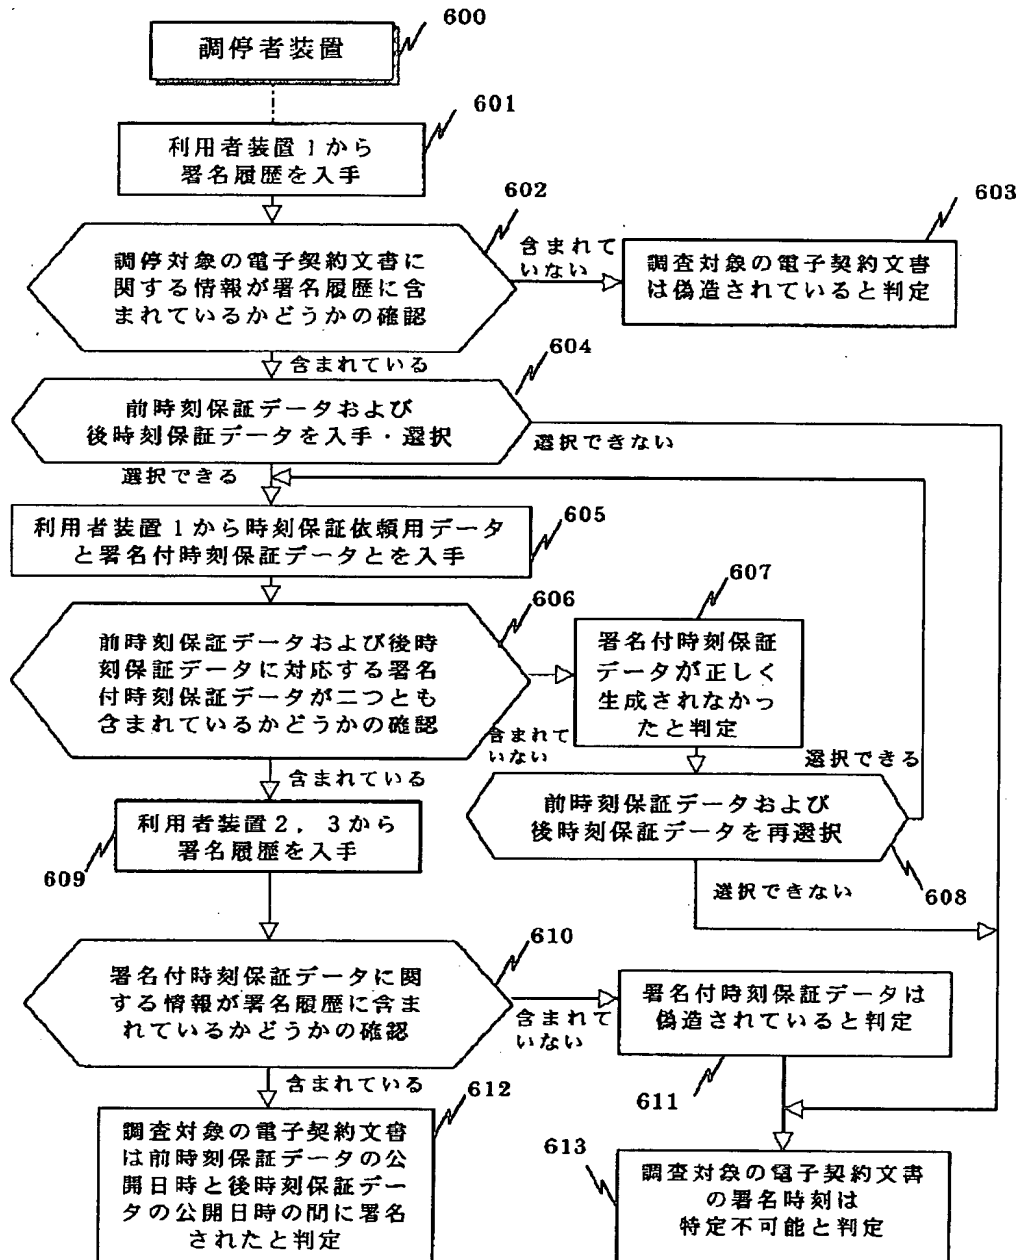 600
調停者装置
601
利用者装置1から
署名履歴を入手
602
調停対象の電子契約文書に
関する情報が署名履歴に含
まれているかどうかの確認
含まれて
いない
603
調査対象の電子契約文書
は偽造されていると判定
含まれている
604
前時刻保証データおよび
後時刻保証データを入手・選択
選択できない
選択できる
利用者装置1から時刻保証依頼用データ
と署名付時刻保証データとを入手
605
606
前時刻保証データおよび後時
刻保証データに対応する署名
付時刻保証データが二つとも
含まれているかどうかの確認
含まれて
いない
607
署名付時刻保証
データが正しく
生成されなかっ
たと判定
選択できる
前時刻保証データおよび
後時刻保証データを再選択
608
選択できない
含まれている
利用者装置2,3から
署名履歴を入手
609
610
署名付時刻保証データに関
する情報が署名履歴に含ま
れているかどうかの確認
含まれて
いない
署名付時刻保証データは
偽造されていると判定
611
含まれている
612
調査対象の電子契約文書
は前時刻保証データの公
開日時と後時刻保証デー
タの公開日時の間に署名
されたと判定
613
調査対象の電子契約文書
の署名時刻は
特定不可能と判定